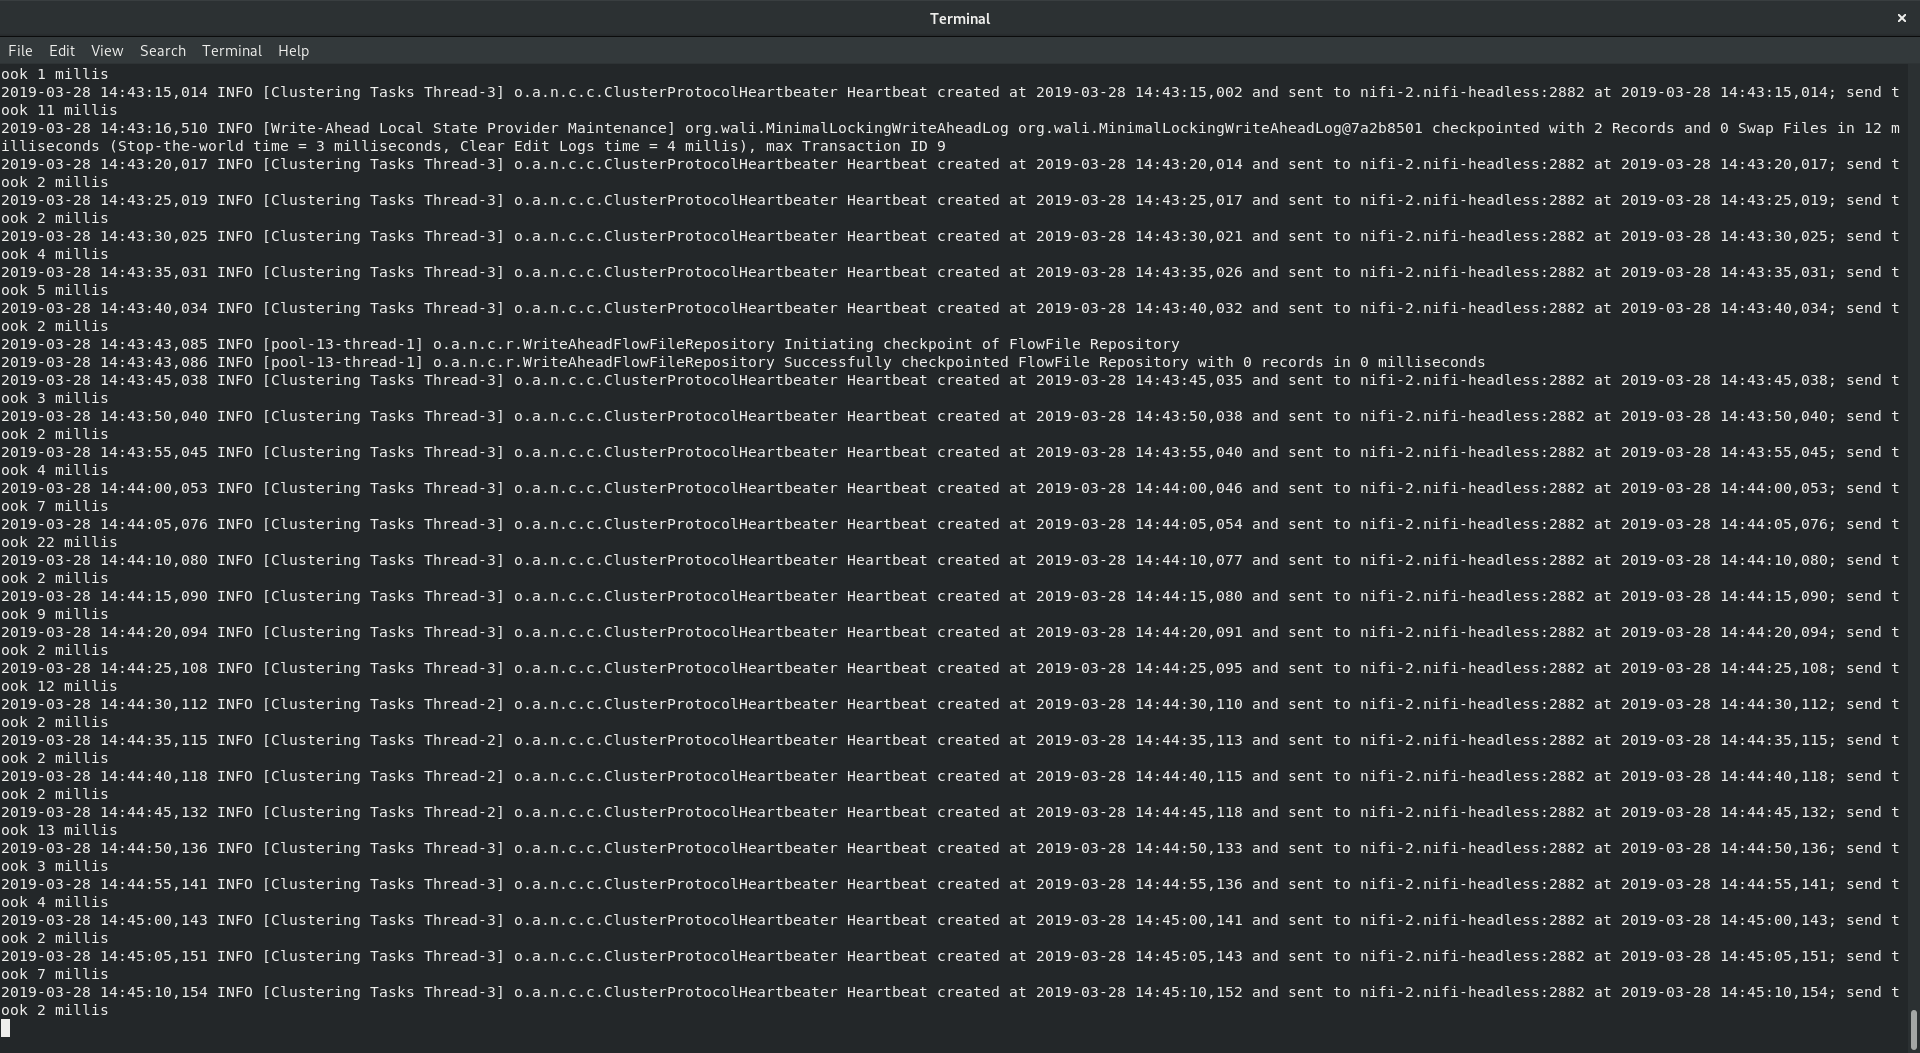 Terminal
×
File Edit View Search Terminal Help
ook 1 millis
2019-03-28 14:43:15,014 INFO [Clustering Tasks Thread-3] o.a.n.c.c.ClusterProtocolHeartbeater Heartbeat created at 2019-03-28 14:43:15,002 and sent to nifi-2.nifi-headless:2882 at 2019-03-28 14:43:15,014; send t
ook 11 millis
2019-03-28 14:43:16,510 INFO [Write-Ahead Local State Provider Maintenance] org.wali.MinimalLockingWriteAheadLog org.wali.MinimalLockingWriteAheadLog@7a2b8501 checkpointed with 2 Records and 0 Swap Files in 12 m
illiseconds (Stop-the-world time = 3 milliseconds, Clear Edit Logs time = 4 millis), max Transaction ID 9
2019-03-28 14:43:20,017 INFO [Clustering Tasks Thread-3] o.a.n.c.c.ClusterProtocolHeartbeater Heartbeat created at 2019-03-28 14:43:20,014 and sent to nifi-2.nifi-headless:2882 at 2019-03-28 14:43:20,017; send t
ook 2 millis
2019-03-28 14:43:25,019 INFO [Clustering Tasks Thread-3] o.a.n.c.c.ClusterProtocolHeartbeater Heartbeat created at 2019-03-28 14:43:25,017 and sent to nifi-2.nifi-headless:2882 at 2019-03-28 14:43:25,019; send t
ook 2 millis
2019-03-28 14:43:30,025 INFO [Clustering Tasks Thread-3] o.a.n.c.c.ClusterProtocolHeartbeater Heartbeat created at 2019-03-28 14:43:30,021 and sent to nifi-2.nifi-headless:2882 at 2019-03-28 14:43:30,025; send t
ook 4 millis
2019-03-28 14:43:35,031 INFO [Clustering Tasks Thread-3] o.a.n.c.c.ClusterProtocolHeartbeater Heartbeat created at 2019-03-28 14:43:35,026 and sent to nifi-2.nifi-headless:2882 at 2019-03-28 14:43:35,031; send t
ook 5 millis
2019-03-28 14:43:40,034 INFO [Clustering Tasks Thread-3] o.a.n.c.c.ClusterProtocolHeartbeater Heartbeat created at 2019-03-28 14:43:40,032 and sent to nifi-2.nifi-headless:2882 at 2019-03-28 14:43:40,034; send t
ook 2 millis
2019-03-28 14:43:43,085 INFO [pool-13-thread-1] o.a.n.c.r.WriteAheadFlowFileRepository Initiating checkpoint of FlowFile Repository
2019-03-28 14:43:43,086 INFO [pool-13-thread-1] o.a.n.c.r.WriteAheadFlowFileRepository Successfully checkpointed FlowFile Repository with 0 records in 0 milliseconds
2019-03-28 14:43:45,038 INFO [Clustering Tasks Thread-3] o.a.n.c.c.ClusterProtocolHeartbeater Heartbeat created at 2019-03-28 14:43:45,035 and sent to nifi-2.nifi-headless:2882 at 2019-03-28 14:43:45,038; send t
ook 3 millis
2019-03-28 14:43:50,040 INFO [Clustering Tasks Thread-3] o.a.n.c.c.ClusterProtocolHeartbeater Heartbeat created at 2019-03-28 14:43:50,038 and sent to nifi-2.nifi-headless:2882 at 2019-03-28 14:43:50,040; send t
ook 2 millis
2019-03-28 14:43:55,045 INFO [Clustering Tasks Thread-3] o.a.n.c.c.ClusterProtocolHeartbeater Heartbeat created at 2019-03-28 14:43:55,040 and sent to nifi-2.nifi-headless:2882 at 2019-03-28 14:43:55,045; send t
ook 4 millis
2019-03-28 14:44:00,053 INFO [Clustering Tasks Thread-3] o.a.n.c.c.ClusterProtocolHeartbeater Heartbeat created at 2019-03-28 14:44:00,046 and sent to nifi-2.nifi-headless:2882 at 2019-03-28 14:44:00,053; send t
ook 7 millis
2019-03-28 14:44:05,076 INFO [Clustering Tasks Thread-3] o.a.n.c.c.ClusterProtocolHeartbeater Heartbeat created at 2019-03-28 14:44:05,054 and sent to nifi-2.nifi-headless:2882 at 2019-03-28 14:44:05,076; send t
ook 22 millis
2019-03-28 14:44:10,080 INFO [Clustering Tasks Thread-3] o.a.n.c.c.ClusterProtocolHeartbeater Heartbeat created at 2019-03-28 14:44:10,077 and sent to nifi-2.nifi-headless:2882 at 2019-03-28 14:44:10,080; send t
ook 2 millis
2019-03-28 14:44:15,090 INFO [Clustering Tasks Thread-3] o.a.n.c.c.ClusterProtocolHeartbeater Heartbeat created at 2019-03-28 14:44:15,080 and sent to nifi-2.nifi-headless:2882 at 2019-03-28 14:44:15,090; send t
ook 9 millis
2019-03-28 14:44:20,094 INFO [Clustering Tasks Thread-3] o.a.n.c.c.ClusterProtocolHeartbeater Heartbeat created at 2019-03-28 14:44:20,091 and sent to nifi-2.nifi-headless:2882 at 2019-03-28 14:44:20,094; send t
ook 2 millis
2019-03-28 14:44:25,108 INFO [Clustering Tasks Thread-3] o.a.n.c.c.ClusterProtocolHeartbeater Heartbeat created at 2019-03-28 14:44:25,095 and sent to nifi-2.nifi-headless:2882 at 2019-03-28 14:44:25,108; send t
ook 12 millis
2019-03-28 14:44:30,112 INFO [Clustering Tasks Thread-2] o.a.n.c.c.ClusterProtocolHeartbeater Heartbeat created at 2019-03-28 14:44:30,110 and sent to nifi-2.nifi-headless:2882 at 2019-03-28 14:44:30,112; send t
ook 2 millis
2019-03-28 14:44:35,115 INFO [Clustering Tasks Thread-2] o.a.n.c.c.ClusterProtocolHeartbeater Heartbeat created at 2019-03-28 14:44:35,113 and sent to nifi-2.nifi-headless:2882 at 2019-03-28 14:44:35,115; send t
ook 2 millis
2019-03-28 14:44:40,118 INFO [Clustering Tasks Thread-2] o.a.n.c.c.ClusterProtocolHeartbeater Heartbeat created at 2019-03-28 14:44:40,115 and sent to nifi-2.nifi-headless:2882 at 2019-03-28 14:44:40,118; send t
ook 2 millis
2019-03-28 14:44:45,132 INFO [Clustering Tasks Thread-2] o.a.n.c.c.ClusterProtocolHeartbeater Heartbeat created at 2019-03-28 14:44:45,118 and sent to nifi-2.nifi-headless:2882 at 2019-03-28 14:44:45,132; send t
ook 13 millis
2019-03-28 14:44:50,136 INFO [Clustering Tasks Thread-3] o.a.n.c.c.ClusterProtocolHeartbeater Heartbeat created at 2019-03-28 14:44:50,133 and sent to nifi-2.nifi-headless:2882 at 2019-03-28 14:44:50,136; send t
ook 3 millis
2019-03-28 14:44:55,141 INFO [Clustering Tasks Thread-3] o.a.n.c.c.ClusterProtocolHeartbeater Heartbeat created at 2019-03-28 14:44:55,136 and sent to nifi-2.nifi-headless:2882 at 2019-03-28 14:44:55,141; send t
ook 4 millis
2019-03-28 14:45:00,143 INFO [Clustering Tasks Thread-3] o.a.n.c.c.ClusterProtocolHeartbeater Heartbeat created at 2019-03-28 14:45:00,141 and sent to nifi-2.nifi-headless:2882 at 2019-03-28 14:45:00,143; send t
ook 2 millis
2019-03-28 14:45:05,151 INFO [Clustering Tasks Thread-3] o.a.n.c.c.ClusterProtocolHeartbeater Heartbeat created at 2019-03-28 14:45:05,143 and sent to nifi-2.nifi-headless:2882 at 2019-03-28 14:45:05,151; send t
ook 7 millis
2019-03-28 14:45:10,154 INFO [Clustering Tasks Thread-3] o.a.n.c.c.ClusterProtocolHeartbeater Heartbeat created at 2019-03-28 14:45:10,152 and sent to nifi-2.nifi-headless:2882 at 2019-03-28 14:45:10,154; send t
ook 2 millis